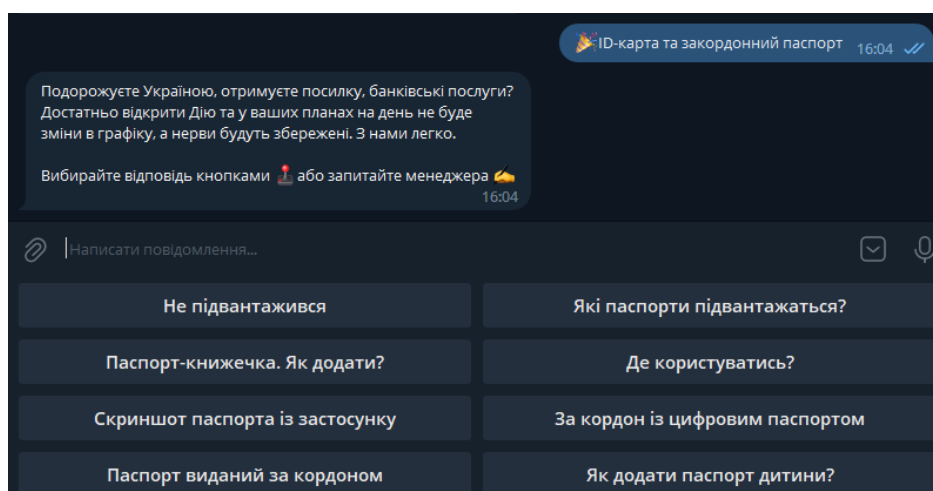 🎉ID-карта та закордонний паспорт 16:04
Подорожуєте Україною, отримуєте посилку, банківські послуги?
Достатньо відкрити Дію та у ваших планах на день не буде
зміни в графіку, а нерви будуть збережені. З нами легко.
Вибирайте відповідь кнопками 🕹️ або запитайте менеджера ✍️
16:04
Написати повідомлення...
Не підвантажився
Які паспорти підвантажаться?
Паспорт-книжечка. Як додати?
Де користуватись?
Скриншот паспорта із застосунку
За кордон із цифровим паспортом
Паспорт виданий за кордоном
Як додати паспорт дитини?